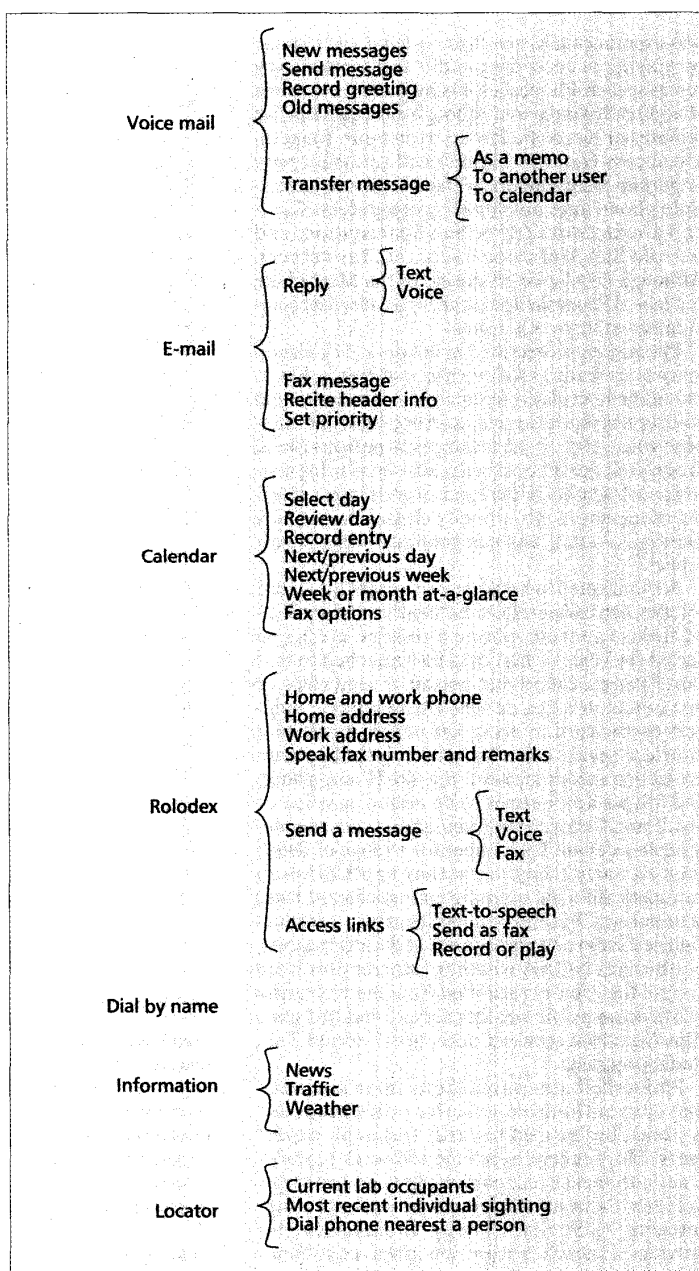 Voice mail
New messages
Send message
Record greeting
Old messages
Transfer message
As a memo
To another user
To calendar
E-mail
Reply
Text
Voice
Fax message
Recite header info
Set priority
Calendar
Select day
Review day
Record entry
Next/previous day
Next/previous week
Week or month at-a-glance
Fax options
Rolodex
Home and work phone
Home address
Work address
Speak fax number and remarks
Send a message
Text
Voice
Fax
Access links
Text-to-speech
Send as fax
Record or play
Dial by name
Information
News
Traffic
Weather
Locator
Current lab occupants
Most recent individual sighting
Dial phone nearest a person